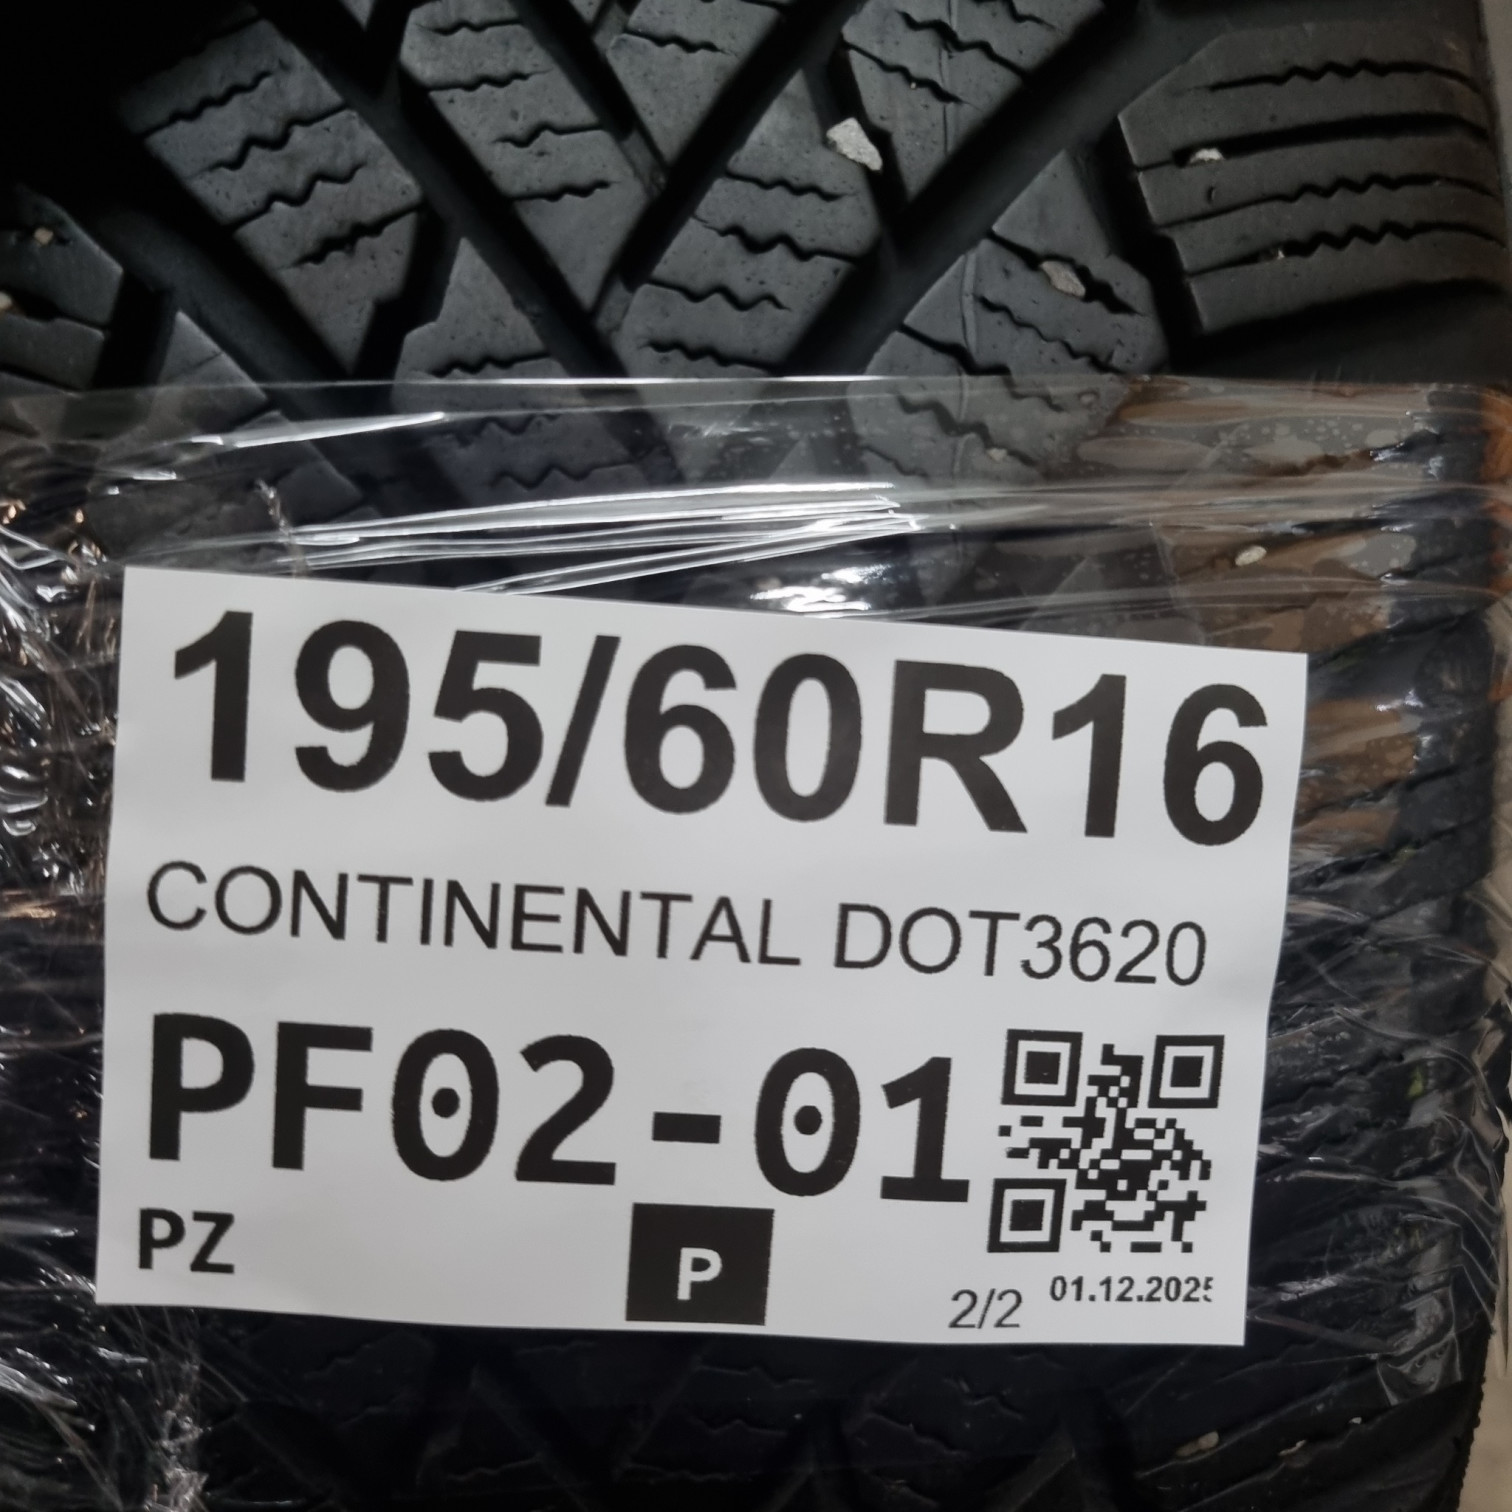 195/60R16
CONTINENTAL DOT3620
PF02-01
PZ
P
2/2 01.12.2025